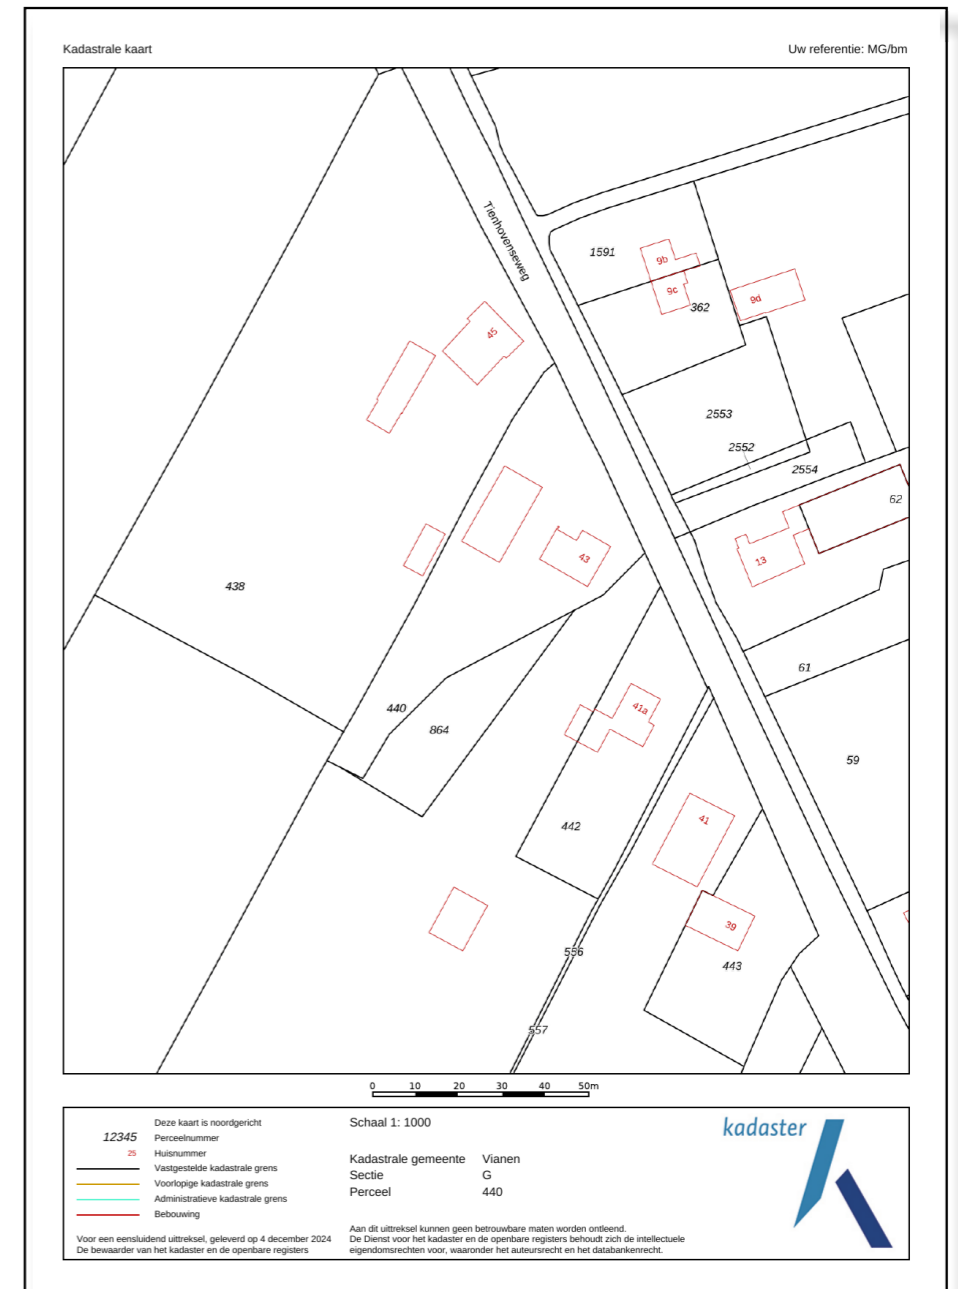 Kadastrale kaart
Uw referentie: MG/bm
Tienhovenseweg
1591
9b
9c
362
9d
45
2553
2552
2554
62
43
13
438
61
440
864
41a
59
442
41
39
556
443
557
0 10 20 30 40 50m
Deze kaart is noordgericht
12345 Perceelnummer
25 Huisnummer
Vastgestelde kadastrale grens
Voorlopige kadastrale grens
Administratieve kadastrale grens
Bebouwing
Voor een eensluidend uittreksel, geleverd op 4 december 2024
De bewaarder van het kadaster en de openbare registers
Schaal 1: 1000
Kadastrale gemeente Vianen
Sectie G
Perceel 440
Aan dit uittreksel kunnen geen betrouwbare maten worden ontleend.
De Dienst voor het kadaster en de openbare registers behoudt zich de intellectuele
eigendomsrechten voor, waaronder het auteursrecht en het databankenrecht.
kadaster